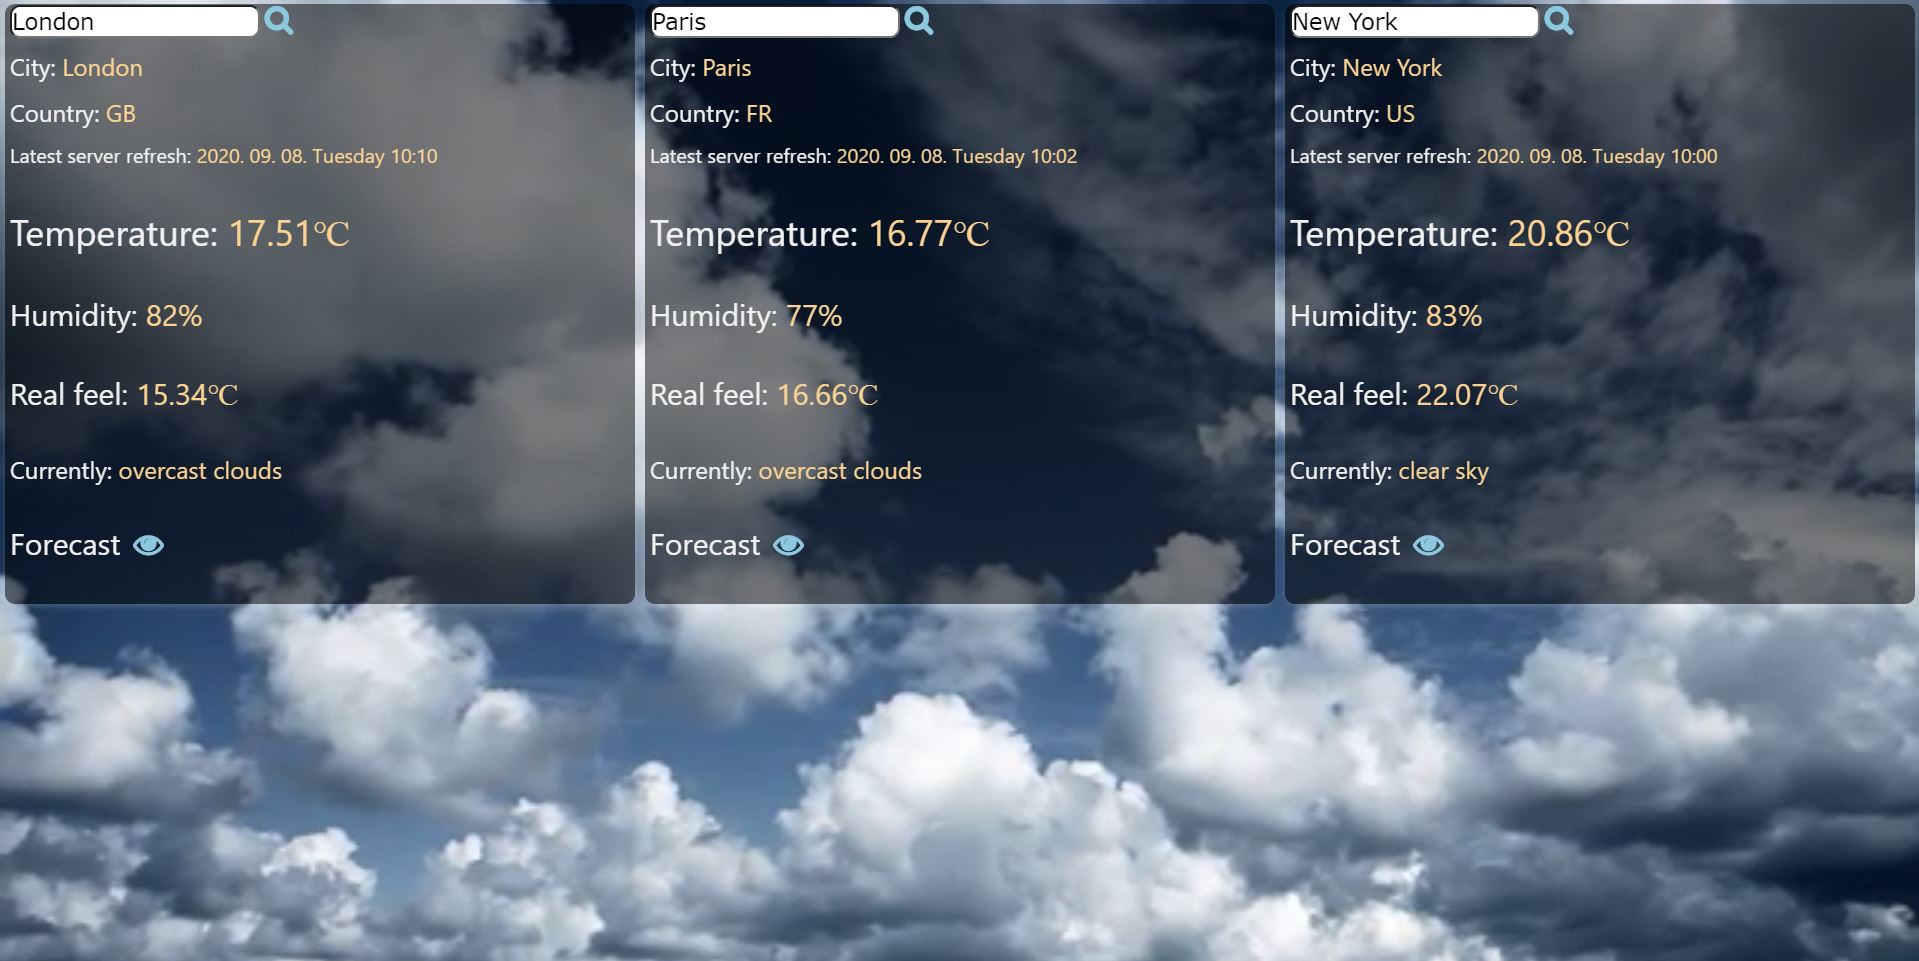 London
City: London
Country: GB
Latest server refresh: 2020. 09. 08. Tuesday 10:10
Temperature: 17.51℃
Humidity: 82%
Real feel: 15.34℃
Currently: overcast clouds
Forecast
Paris
City: Paris
Country: FR
Latest server refresh: 2020. 09. 08. Tuesday 10:02
Temperature: 16.77℃
Humidity: 77%
Real feel: 16.66℃
Currently: overcast clouds
Forecast
New York
City: New York
Country: US
Latest server refresh: 2020. 09. 08. Tuesday 10:00
Temperature: 20.86℃
Humidity: 83%
Real feel: 22.07℃
Currently: clear sky
Forecast